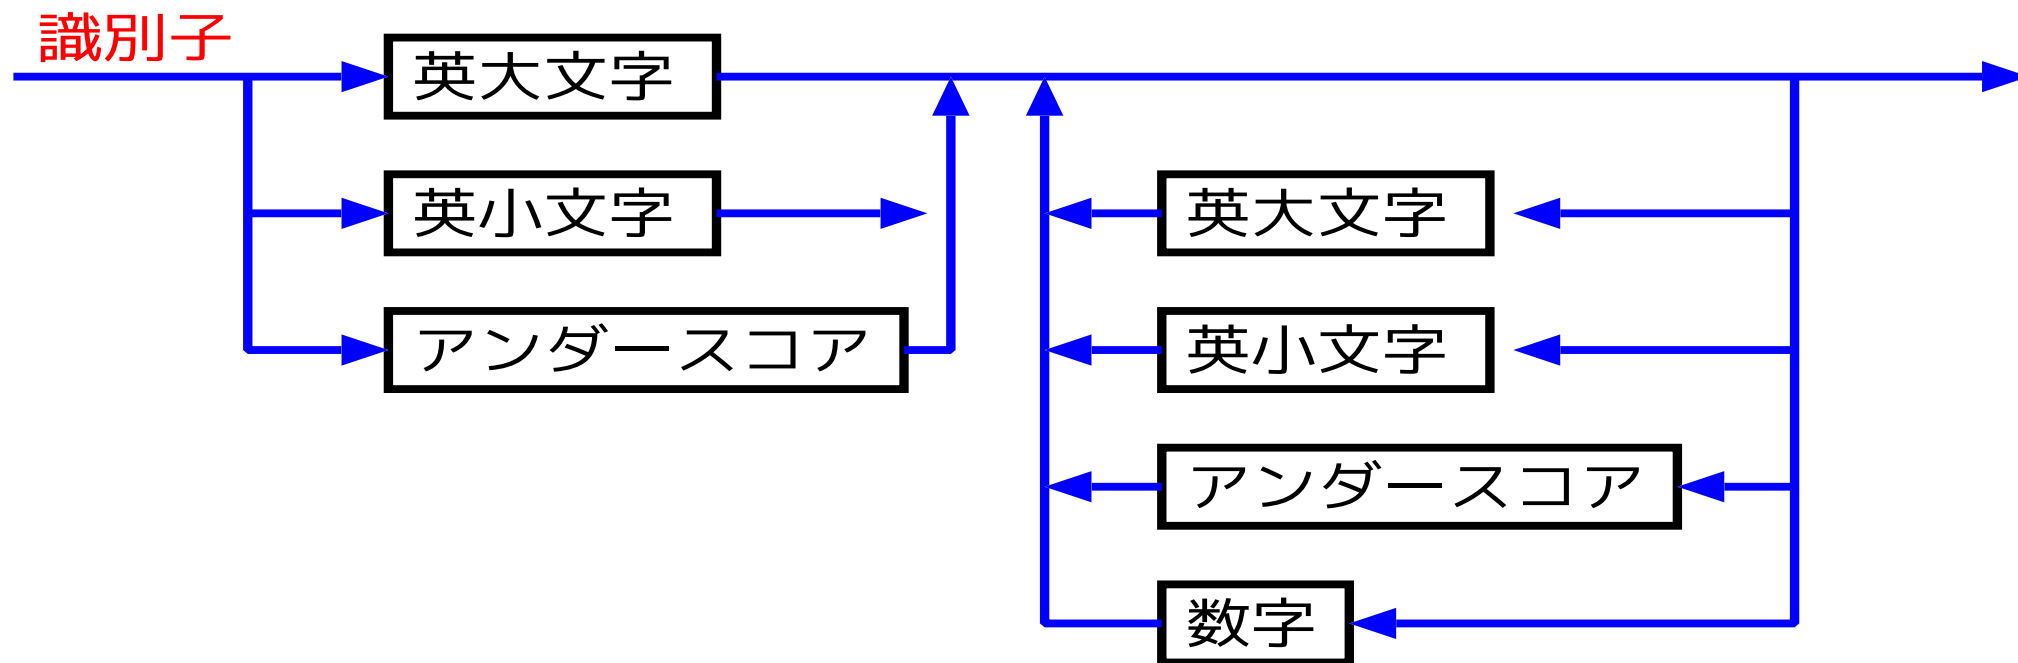 識別子
英大文字
英小文字
アンダースコア
英大文字
英小文字
アンダースコア
数字